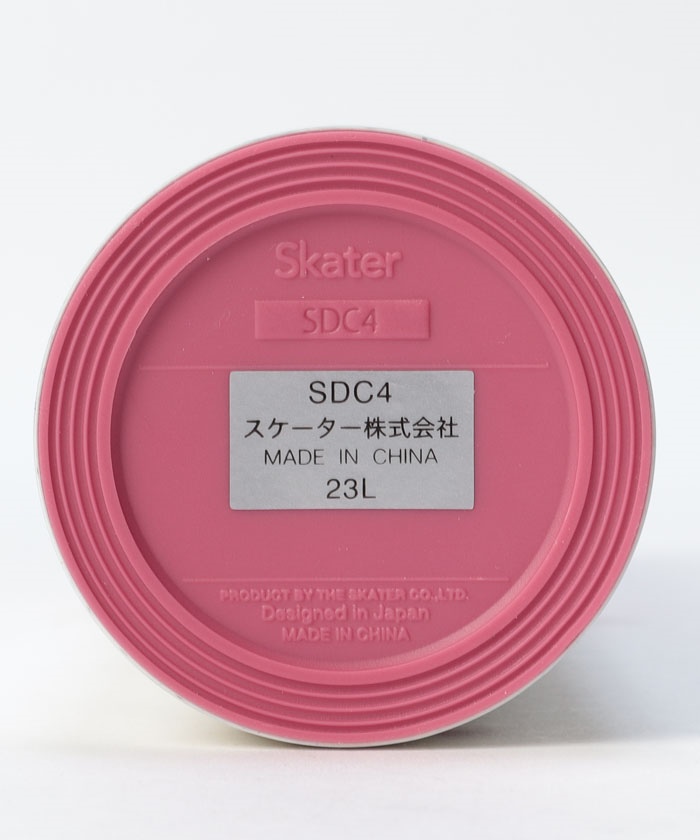 Skater
SDC4
SDC4
スケーター株式会社
MADE IN CHINA
23L
PRODUCT BY THE SKATER CO.,LTD.
Designed in Japan
MADE IN CHINA